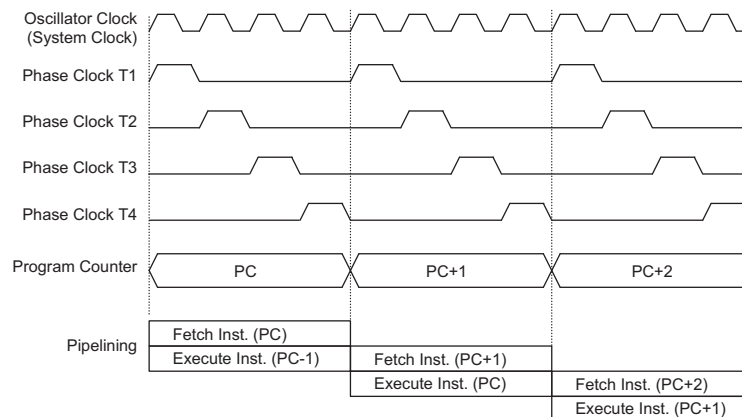 Oscillator Clock
(System Clock)
Phase Clock T1
Phase Clock T2
Phase Clock T3
Phase Clock T4
Program Counter
PC
PC+1
PC+2
Pipelining
Fetch Inst. (PC)
Execute Inst. (PC-1)
Fetch Inst. (PC+1)
Execute Inst. (PC)
Fetch Inst. (PC+2)
Execute Inst. (PC+1)